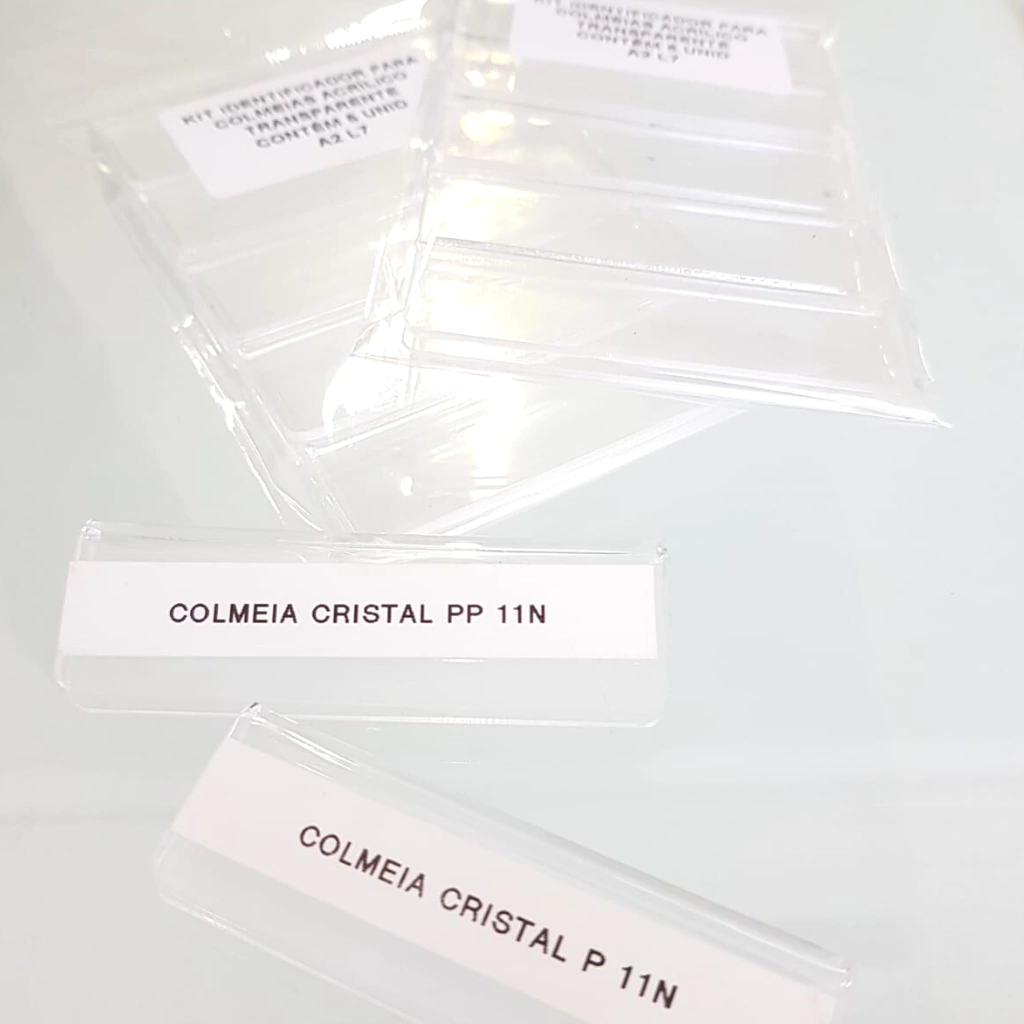 KIT IDENTIFICADOR PARA
COLMEIAS ACRÍLICO
TRANSPARENTE
CONTÉM 5 UNID
A2 L7
KIT IDENTIFICADOR PARA
COLMEIAS ACRILICO
TRANSPARENTE
CONTÉM 5 UNID
A2 L7
COLMEIA CRISTAL PP 11N
COLMEIA CRISTAL P 11N